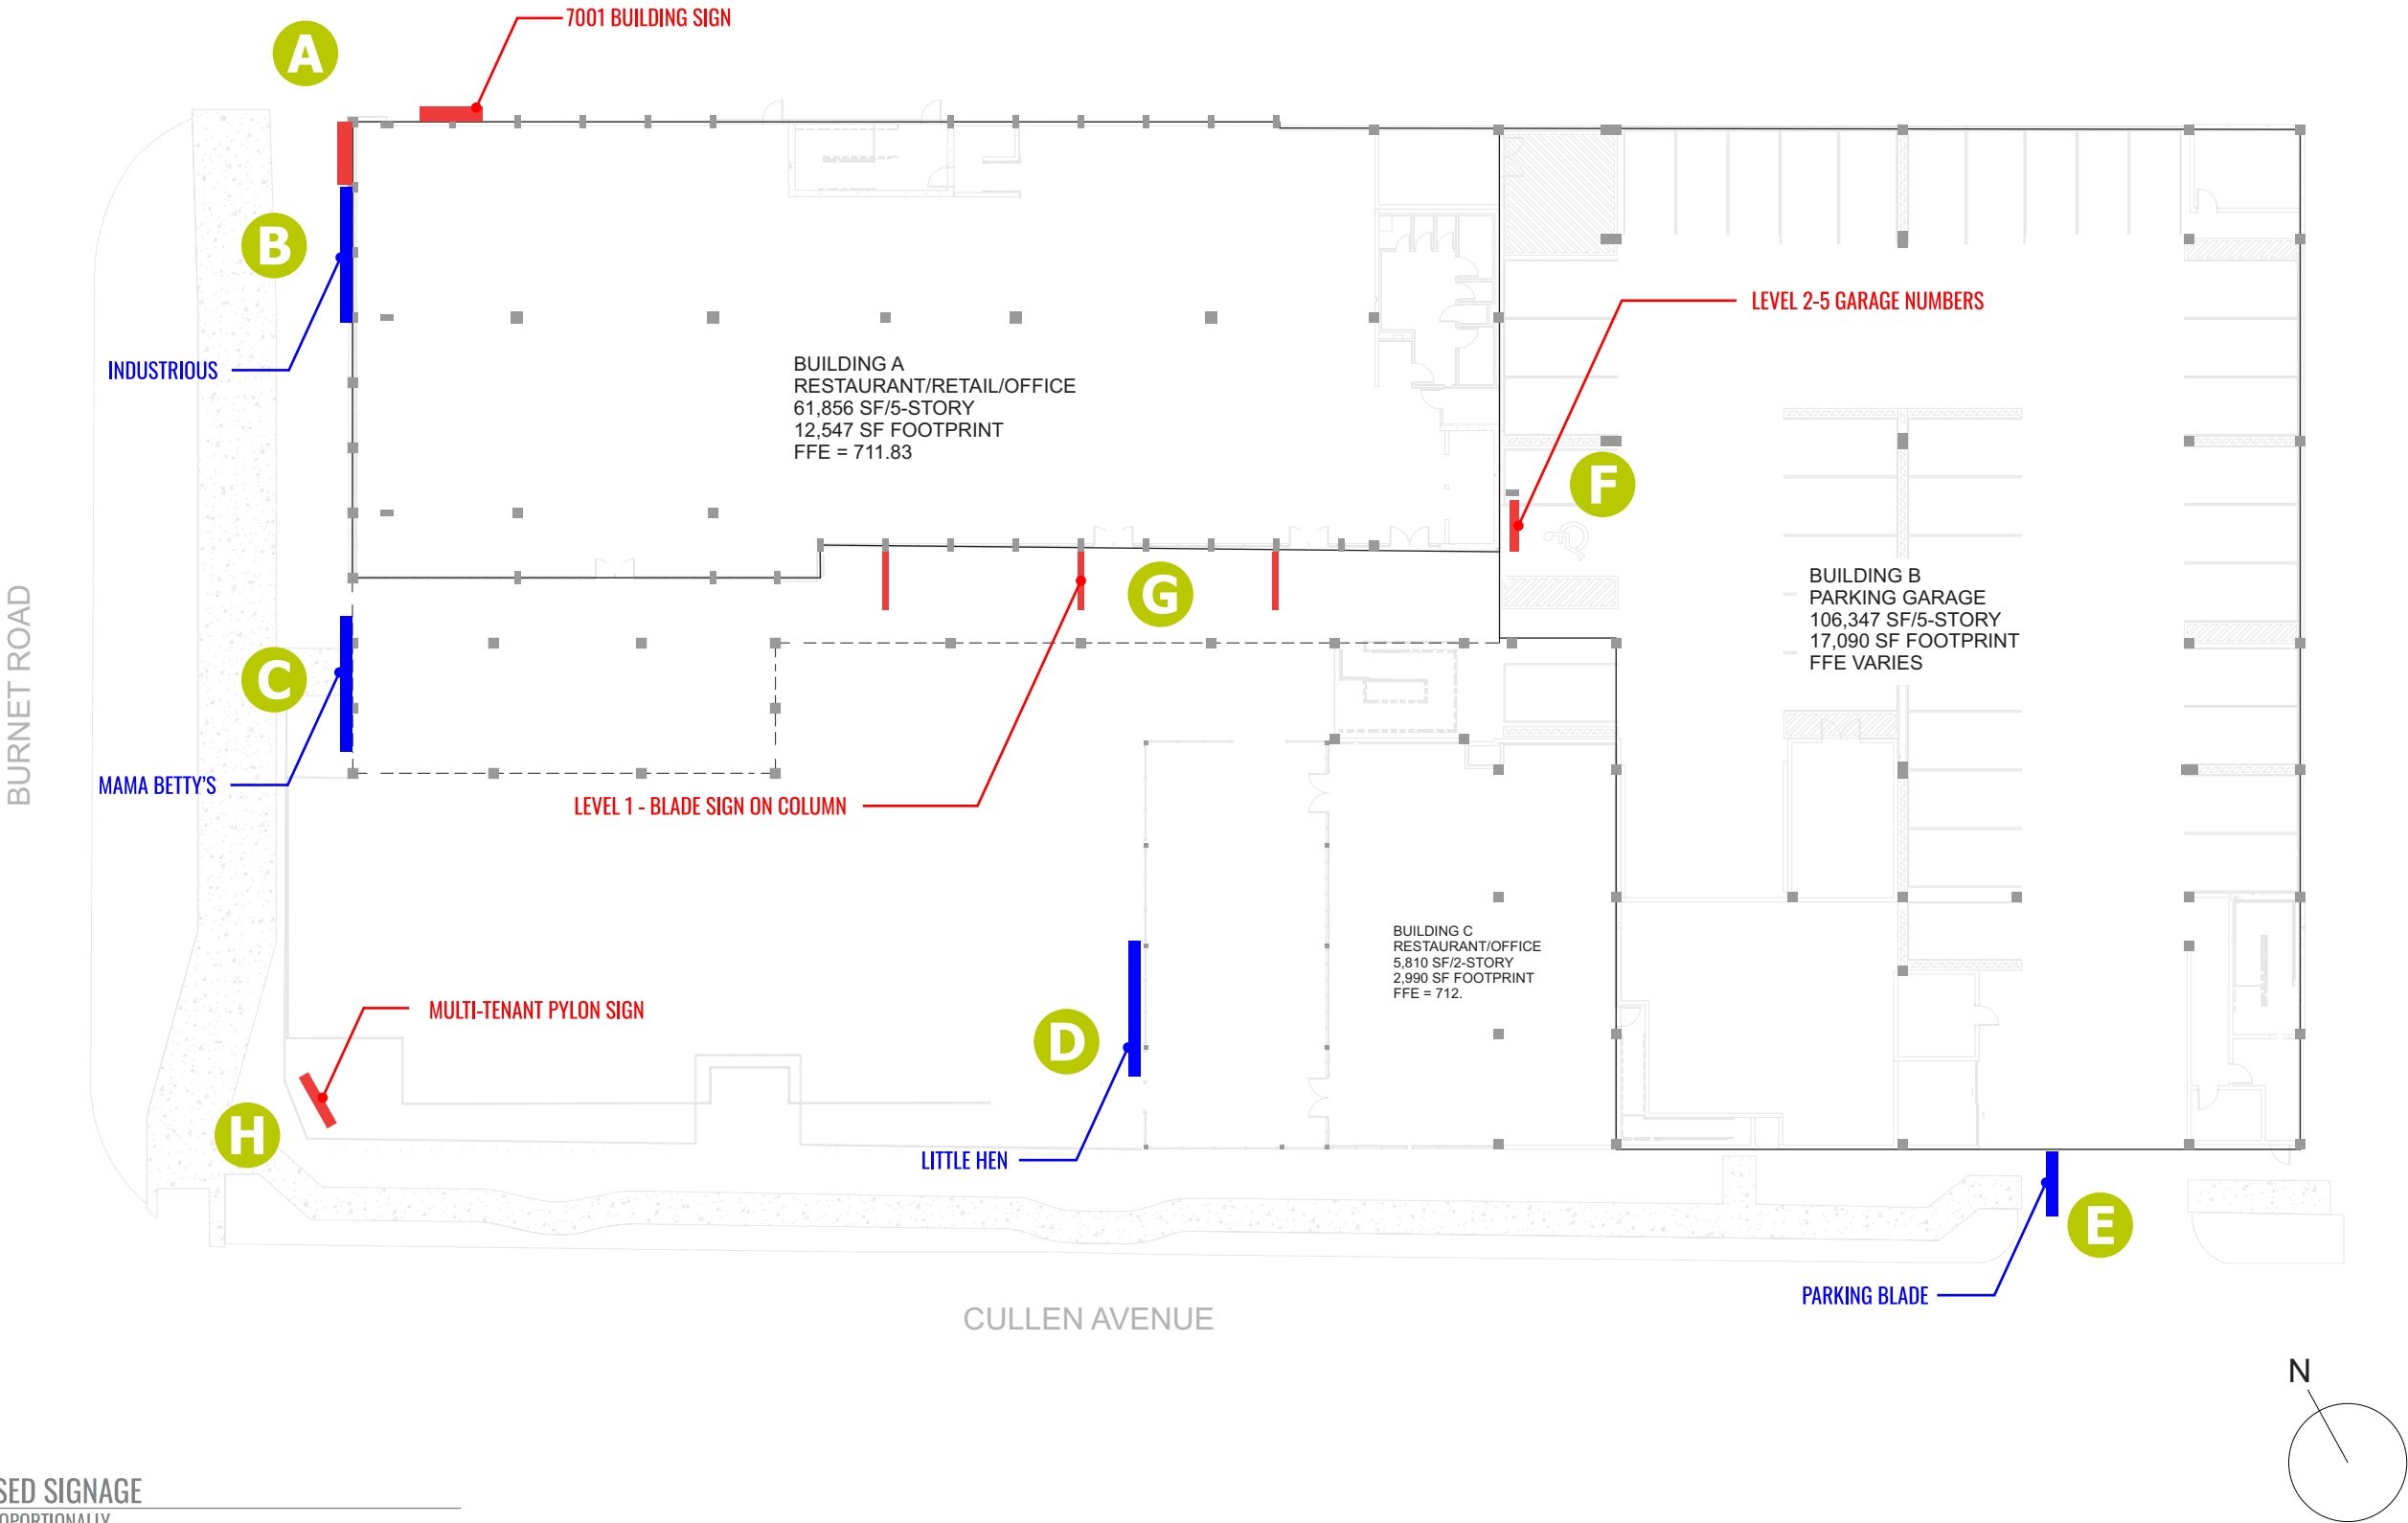 7001 BUILDING SIGN
A
B
INDUSTRIOUS
LEVEL 2-5 GARAGE NUMBERS
BUILDING A
RESTAURANT/RETAIL/OFFICE
61,856 SF/5-STORY
12,547 SF FOOTPRINT
FFE = 711.83
F
G
BUILDING B
PARKING GARAGE
106,347 SF/5-STORY
17,090 SF FOOTPRINT
FFE VARIES
BURNET ROAD
C
MAMA BETTY'S
LEVEL 1 - BLADE SIGN ON COLUMN
BUILDING C
RESTAURANT/OFFICE
5,810 SF/2-STORY
2,990 SF FOOTPRINT
FFE = 712.
MULTI-TENANT PYLON SIGN
D
H
LITTLE HEN
E
PARKING BLADE
CULLEN AVENUE
N
SED SIGNAGE
OPORTIONALLY